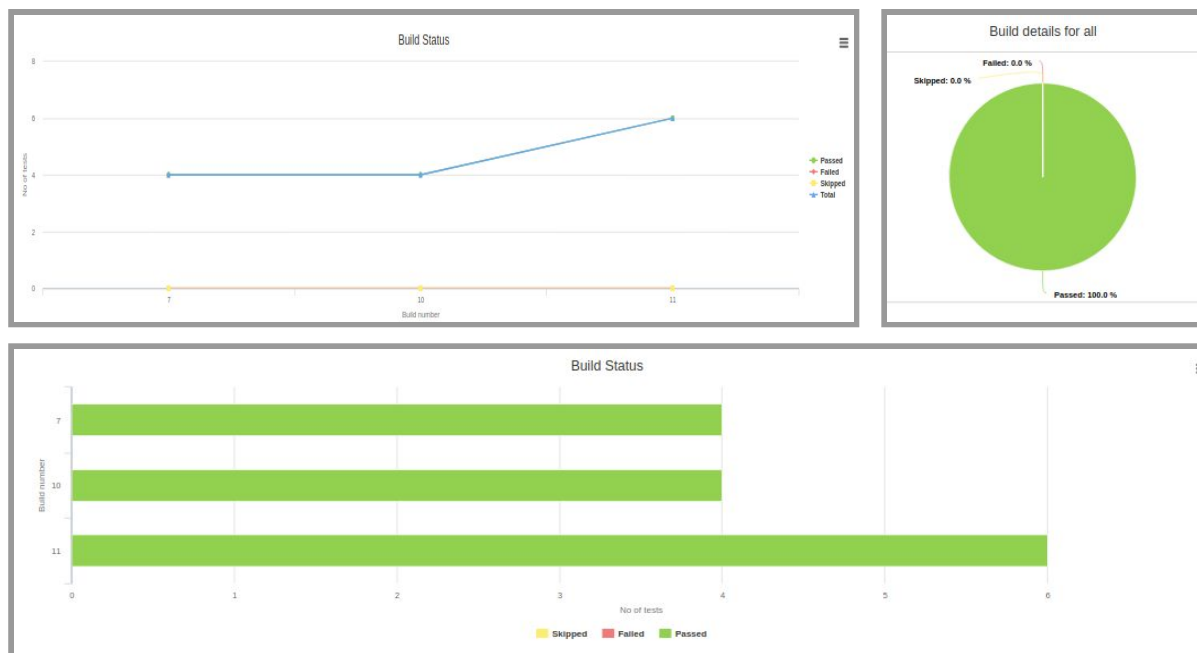 Build Status
8
6
4
2
0
No of tests
7 10 11
Build number
Passed
Failed
Skipped
Total
Build details for all
Failed: 0.0 %
Skipped: 0.0 %
Passed: 100.0 %
Build Status
7
10
11
Build number
0 1 2 3 4 5 6
No of tests
Skipped Failed Passed